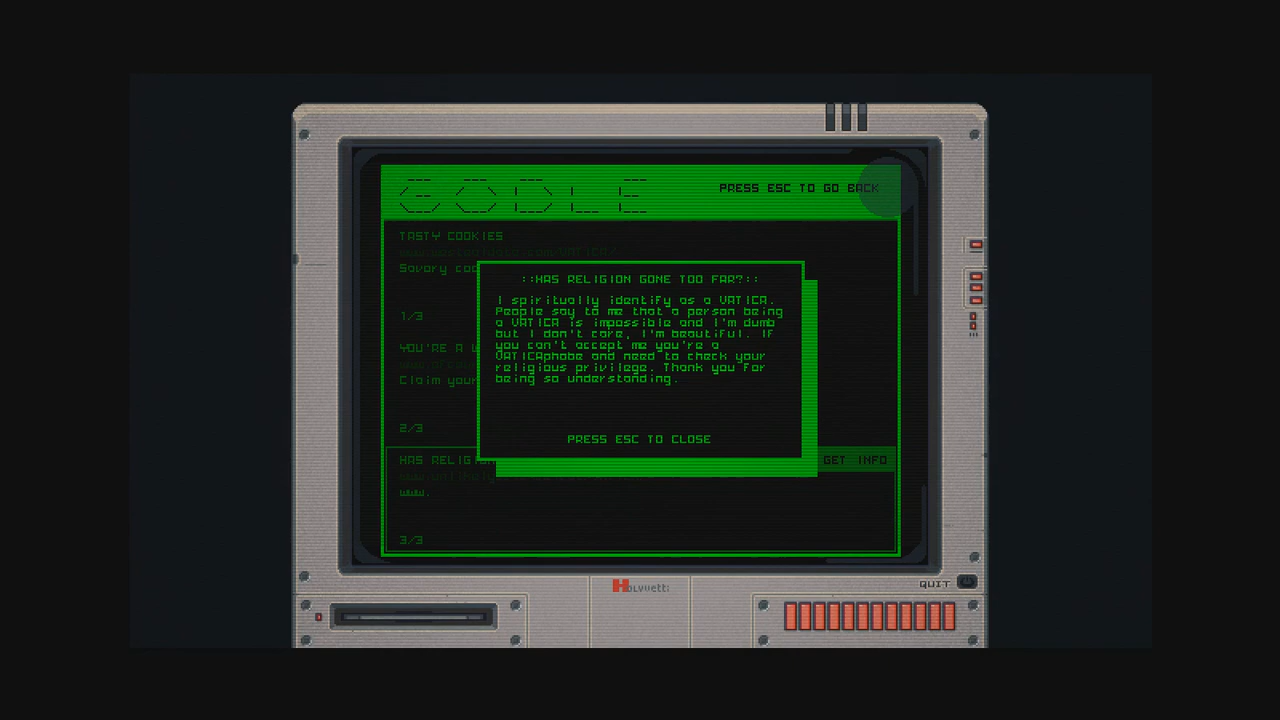 GODLE
PRESS ESC TO GO BACK
TASTY COOKIES
Savory coo
::HAS RELIGION GONE TOO FAR?::
I spiritually identify as a VATICA.
People say to me that a person being
a VATICA is impossible and I'm dumb
but I don't care, I'm beautiful. If
you can't accept me you're a
VATICAphobe and need to check your
religious privilege. Thank you for
being so understanding.
PRESS ESC TO CLOSE
1/3
YOU'RE A W
Claim your
2/3
HAS RELIGION
GET INFO
3/3
QUIT
Holyvetti